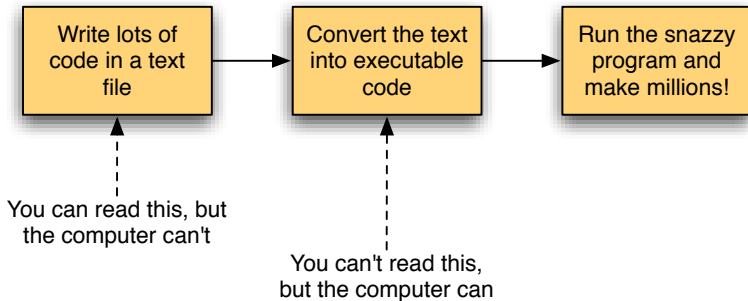 Write lots of
code in a text
file
Convert the text
into executable
code
Run the snazzy
program and
make millions!
You can read this, but
the computer can't
You can't read this,
but the computer can